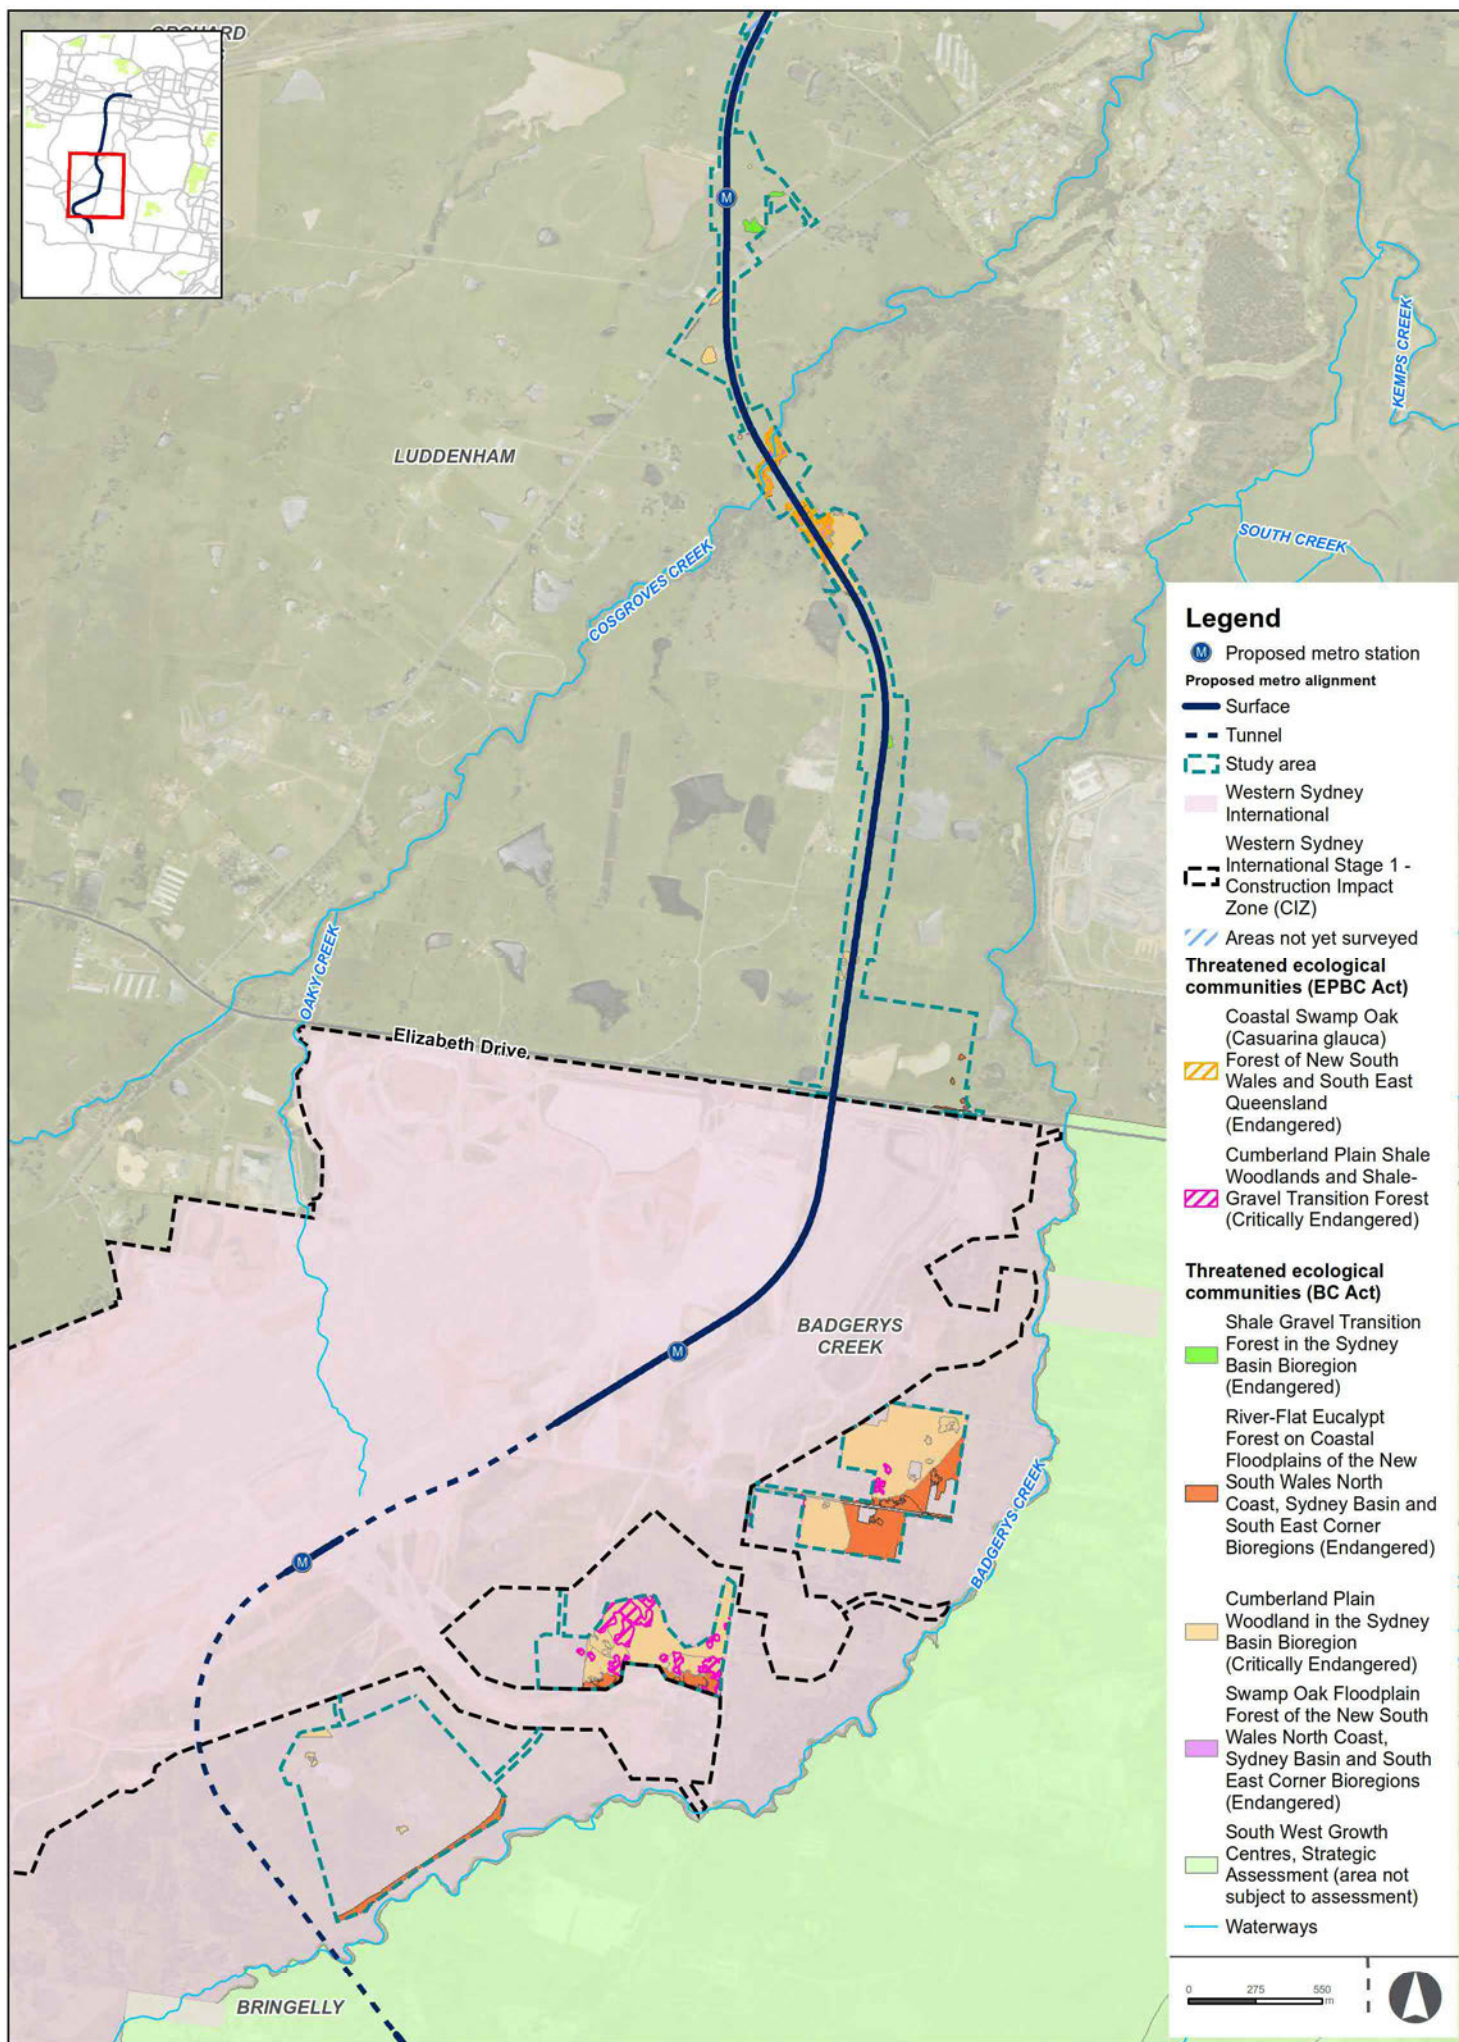 ORCHARD
M
LUDDENHAM
KEMPS CREEK
SOUTH CREEK
COSGROVES CREEK
OAKY CREEK
Elizabeth Drive
BADGERYS
CREEK
M
M
BADGERYS CREEK
BRINGELLY
Legend
M Proposed metro station
Proposed metro alignment
Surface
Tunnel
Study area
Western Sydney
International
Western Sydney
International Stage 1 -
Construction Impact
Zone (CIZ)
Areas not yet surveyed
Threatened ecological
communities (EPBC Act)
Coastal Swamp Oak
(Casuarina glauca)
Forest of New South
Wales and South East
Queensland
(Endangered)
Cumberland Plain Shale
Woodlands and Shale-
Gravel Transition Forest
(Critically Endangered)
Threatened ecological
communities (BC Act)
Shale Gravel Transition
Forest in the Sydney
Basin Bioregion
(Endangered)
River-Flat Eucalypt
Forest on Coastal
Floodplains of the New
South Wales North
Coast, Sydney Basin and
South East Corner
Bioregions (Endangered)
Cumberland Plain
Woodland in the Sydney
Basin Bioregion
(Critically Endangered)
Swamp Oak Floodplain
Forest of the New South
Wales North Coast,
Sydney Basin and South
East Corner Bioregions
(Endangered)
South West Growth
Centres, Strategic
Assessment (area not
subject to assessment)
Waterways
0 275 550
m